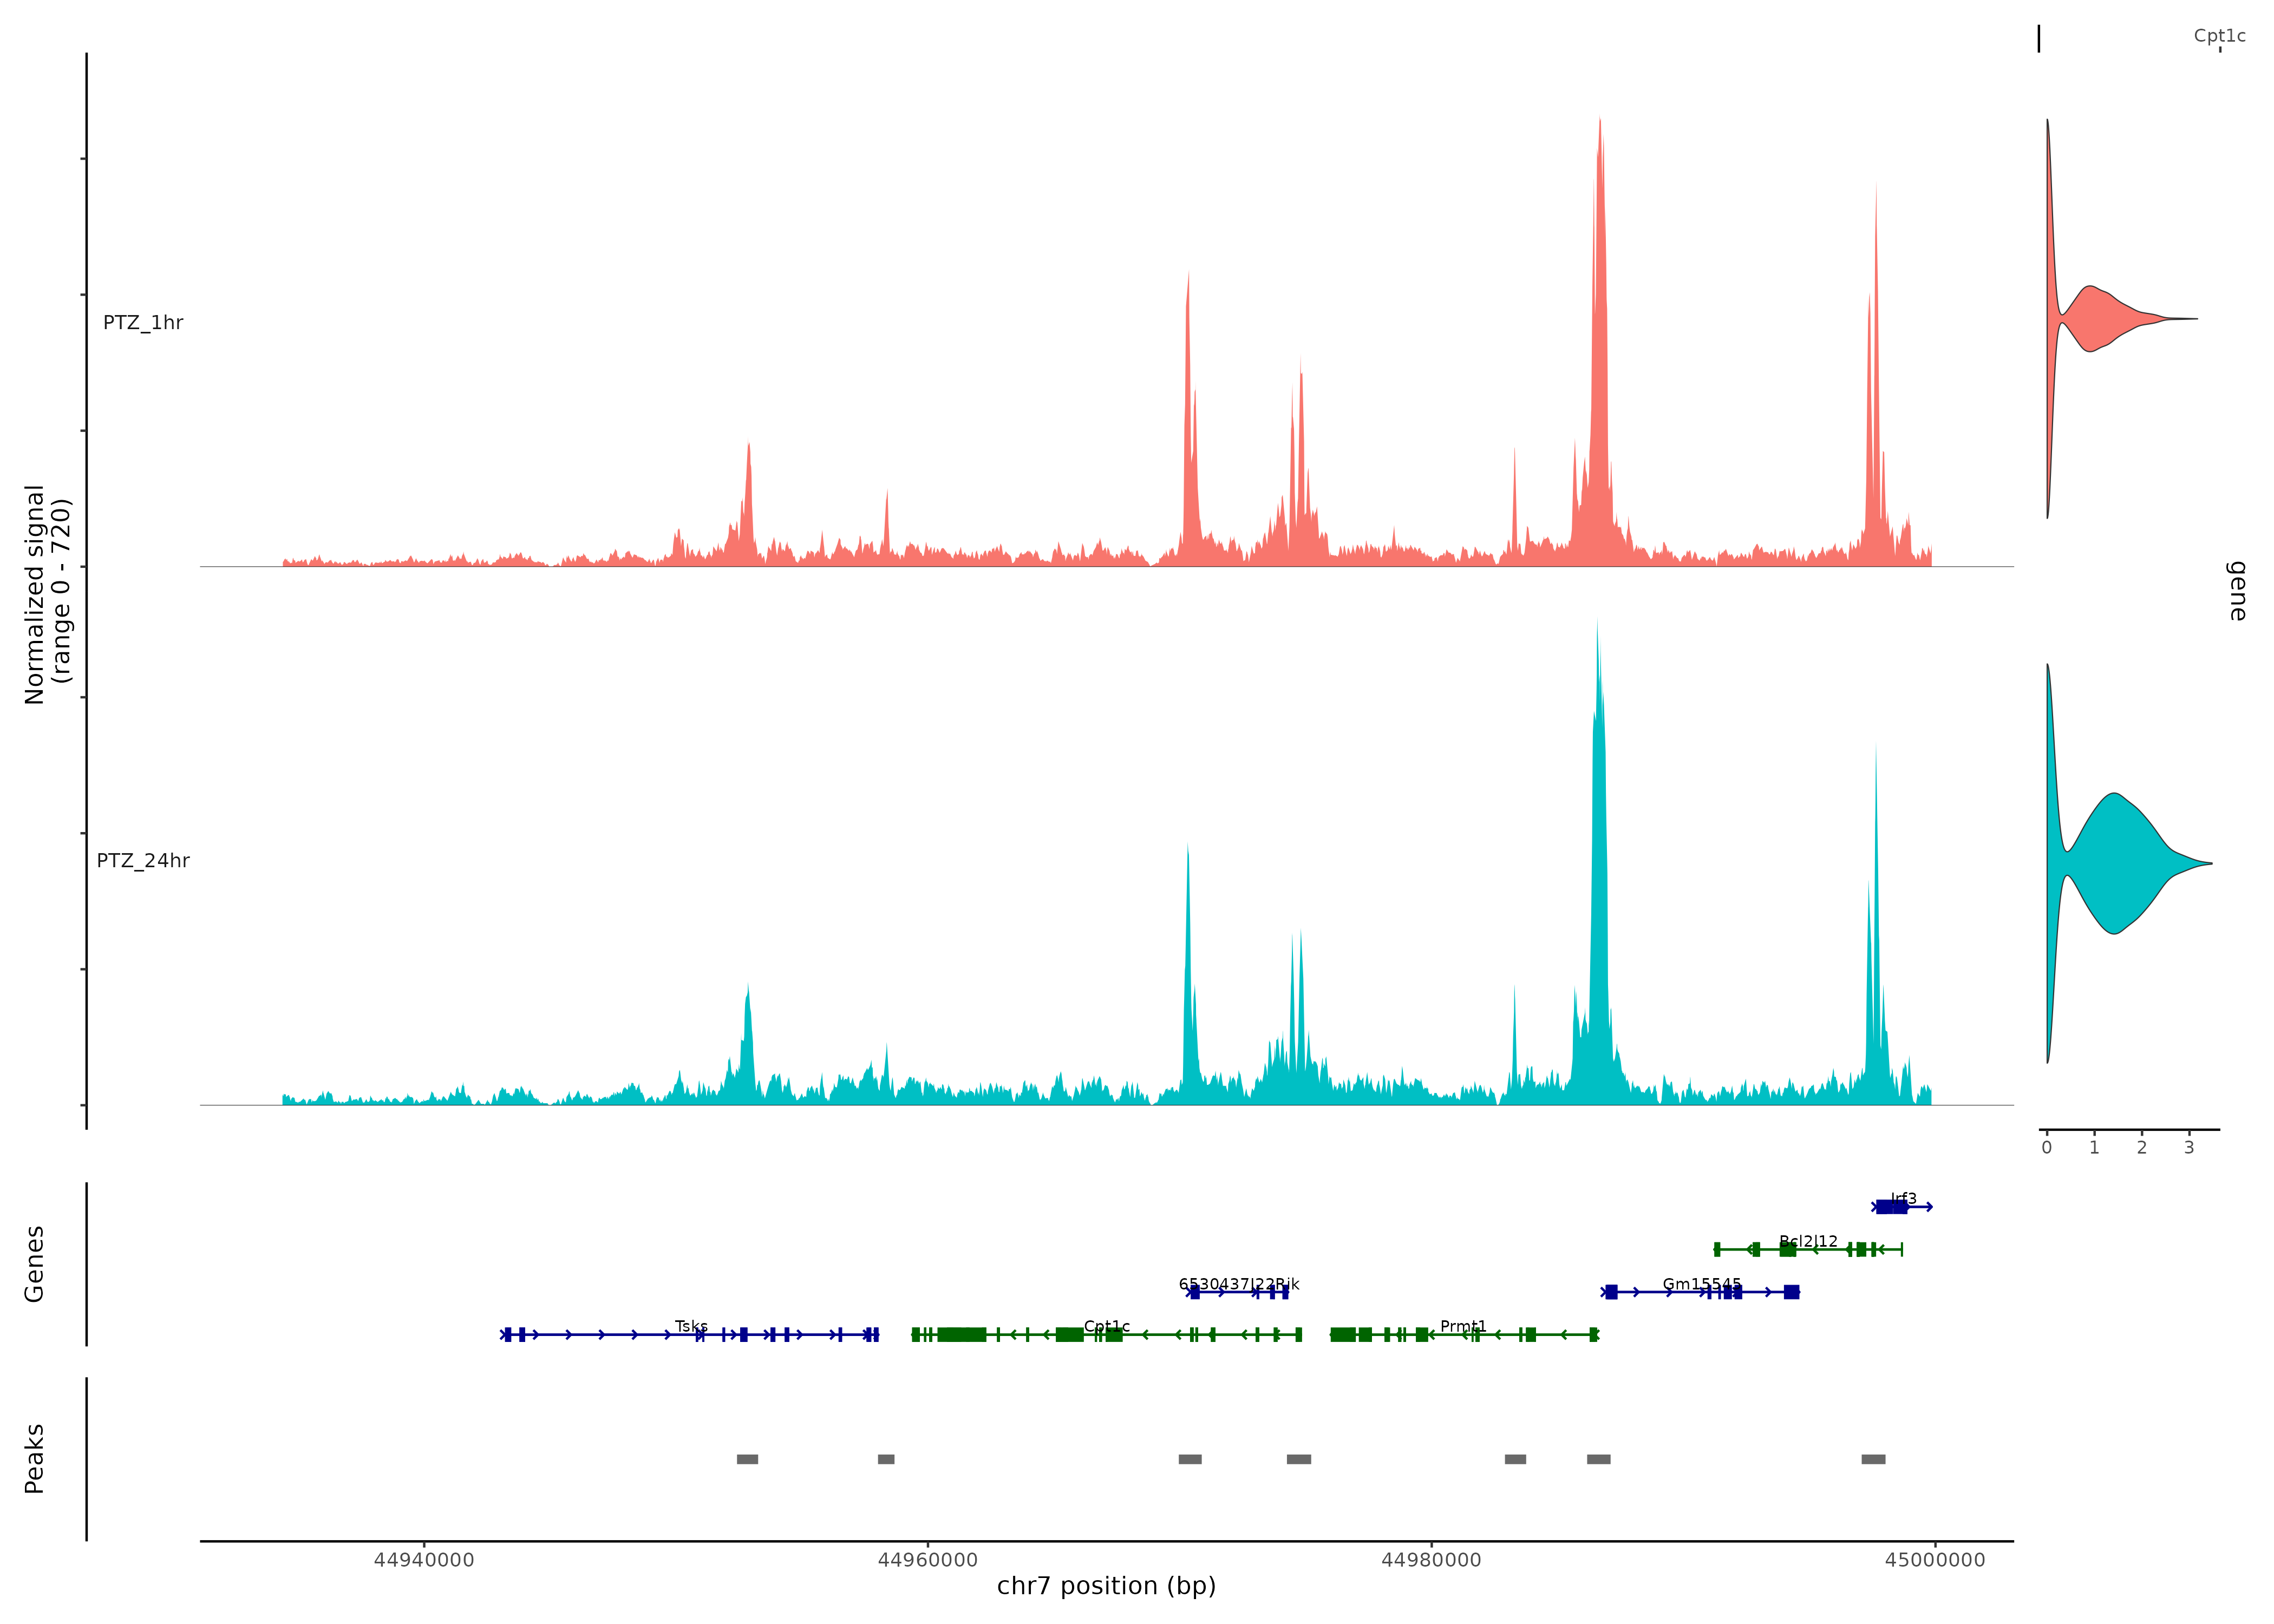 Cpt1c
Normalized signal
(range 0 - 720)
PTZ_1hr
PTZ_24hr
gene
0 1 2 3
Genes
Irf3
Bcl2l12
6530437J22Rik Gm15545
Tsks Cpt1c Prmt1
Peaks
44940000 44960000 44980000 45000000
chr7 position (bp)